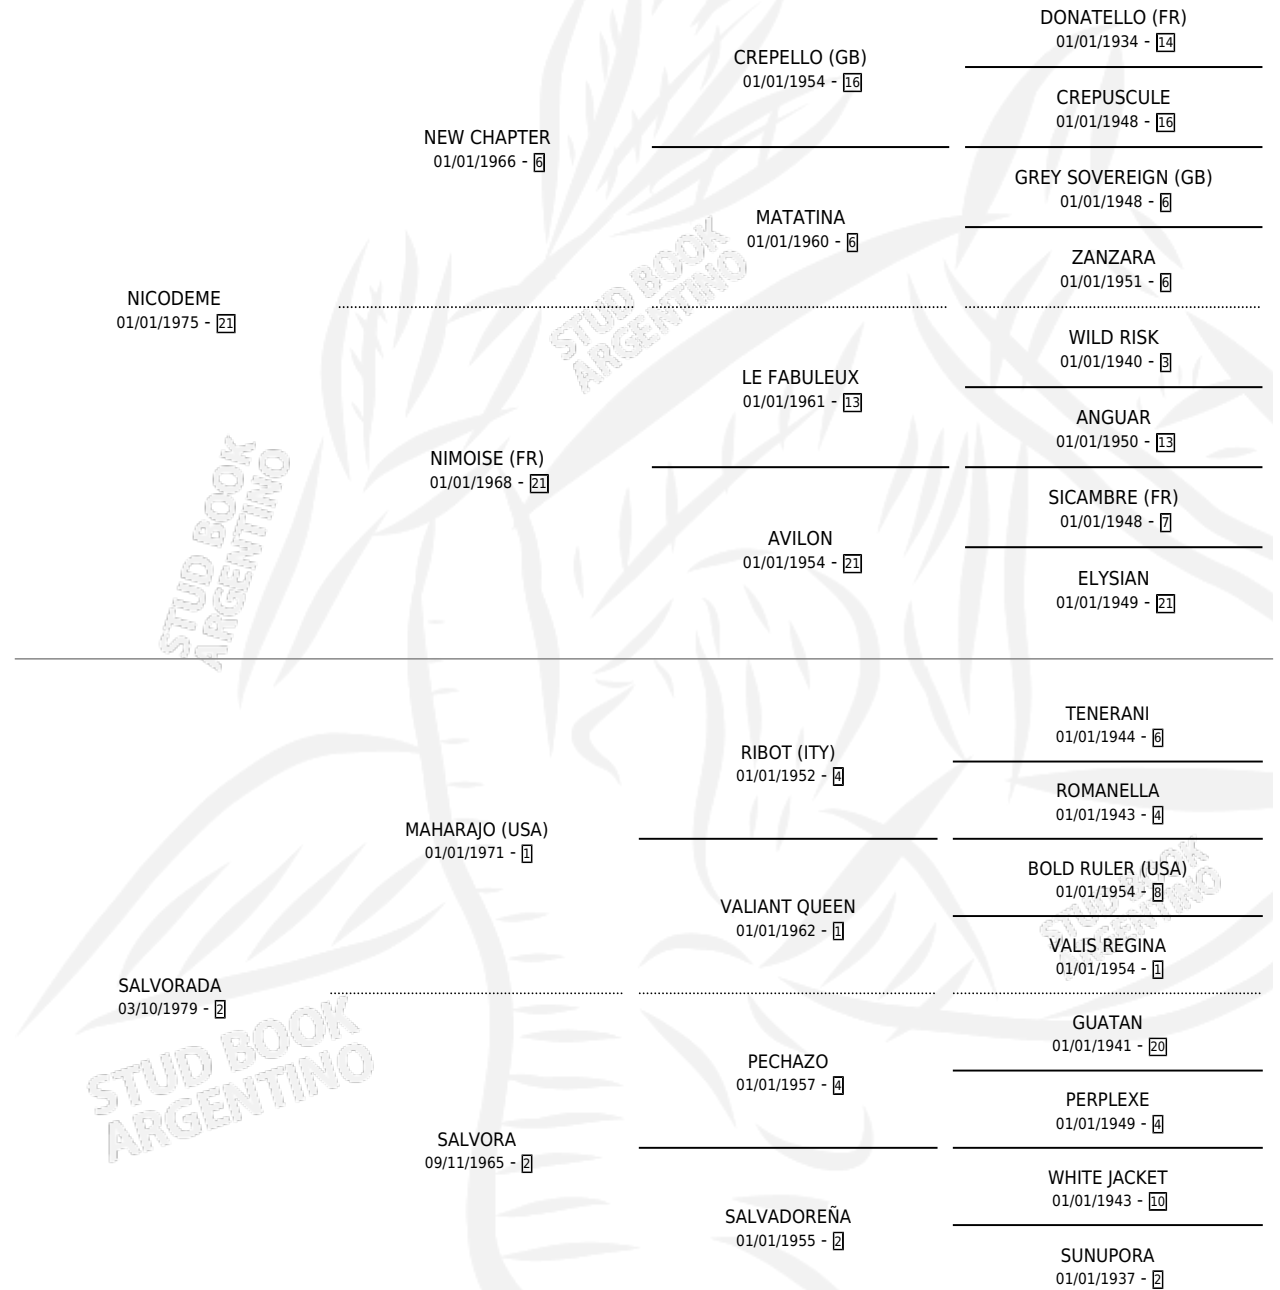 DONATELLO (FR)
01/01/1934 - 14
CREPELLO (GB)
01/01/1954 - 16
CREPUSCULE
01/01/1948 - 16
NEW CHAPTER
01/01/1966 - 6
GREY SOVEREIGN (GB)
01/01/1948 - 6
MATATINA
01/01/1960 - 6
ZANZARA
01/01/1951 - 6
NICODEME
01/01/1975 - 21
WILD RISK
01/01/1940 - 3
LE FABULEUX
01/01/1961 - 13
ANGUAR
01/01/1950 - 13
NIMOISE (FR)
01/01/1968 - 21
SICAMBRE (FR)
01/01/1948 - 7
AVILON
01/01/1954 - 21
ELYSIAN
01/01/1949 - 21
TENERANI
01/01/1944 - 6
RIBOT (ITY)
01/01/1952 - 4
ROMANELLA
01/01/1943 - 4
MAHARAJO (USA)
01/01/1971 - 1
BOLD RULER (USA)
01/01/1954 - 8
VALIANT QUEEN
01/01/1962 - 1
VALIS REGINA
01/01/1954 - 1
SALVORADA
03/10/1979 - 2
GUATAN
01/01/1941 - 20
PECHAZO
01/01/1957 - 4
PERPLEXE
01/01/1949 - 4
SALVORA
09/11/1965 - 2
WHITE JACKET
01/01/1943 - 10
SALVADOREÑA
01/01/1955 - 2
SUNUPORA
01/01/1937 - 2
STUD BOOK
ARGENTINO
STUD BOOK
ARGENTINO
STUD BOOK
ARGENTINO
STUD BOOK
ARGENTINO